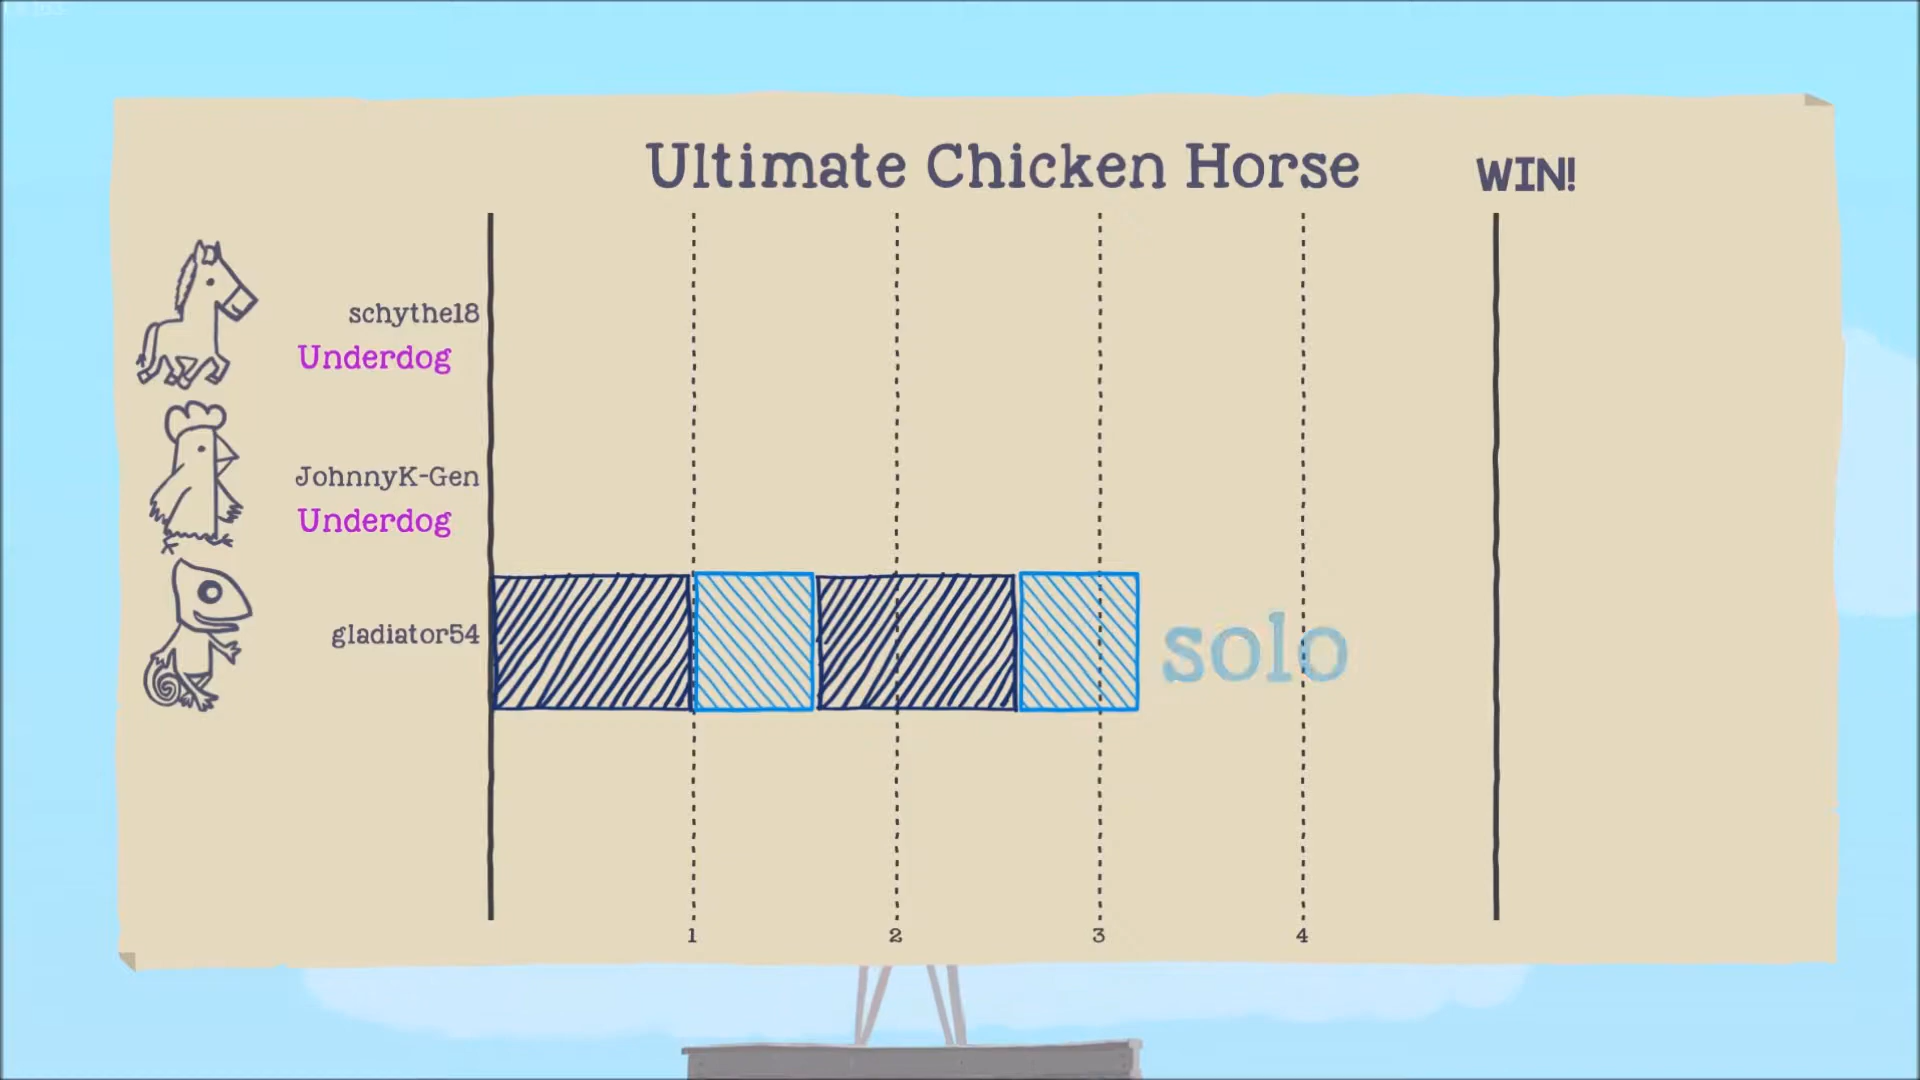 Ultimate Chicken Horse
WIN!
schythe18
Underdog
JohnnyK-Gen
Underdog
gladiator54
solo
1 2 3 4